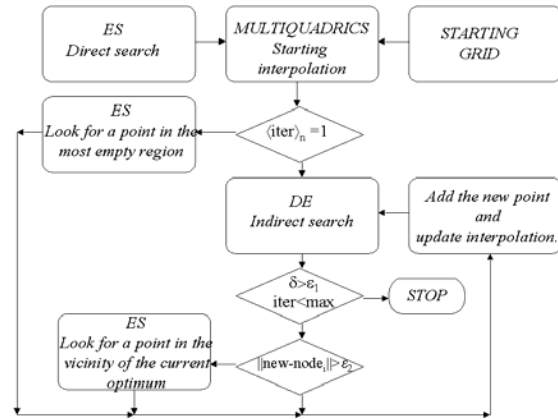 ES
Direct search
MULTIQUADRICS
Starting
interpolation
STARTING
GRID
ES
Look for a point in the
most empty region
⟨iter⟩n =1
DE
Indirect search
Add the new point
and
update interpolation.
δ>ε1
iter<max
STOP
ES
Look for a point in the
vicinity of the current
optimum
||new-nodei||>ε2